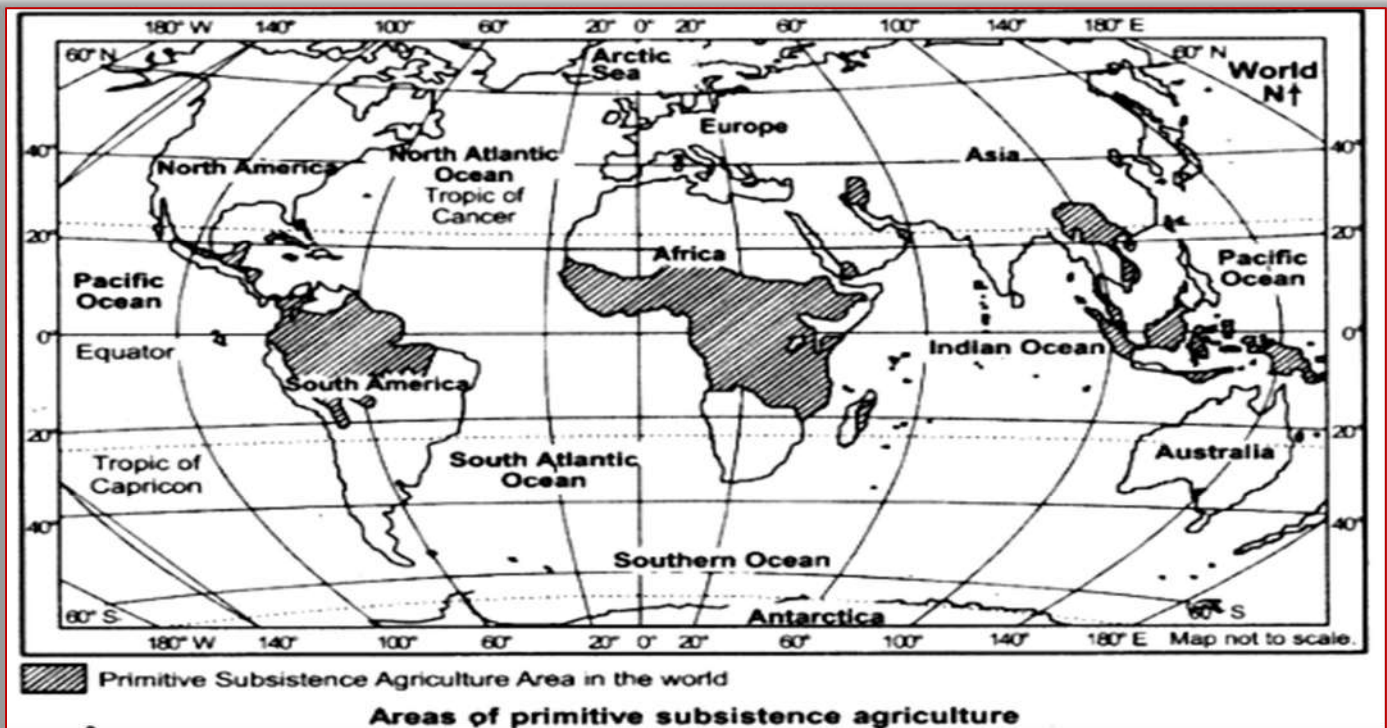 180° W 140° 100° 60° 20° 0° 20° 60° 100° 140° 180° E
60° N Arctic 60° N
Sea World
N↑
Europe
40° North America North Atlantic Asia 40°
Ocean
Tropic of
Cancer
20° Africa 20°
Pacific Pacific
Ocean Ocean
0° 0°
Equator Indian Ocean
South America
20° 20°
Tropic of South Atlantic Australia
Capricon Ocean
40° 40°
Southern Ocean
60° S Antarctica S
180° W 140° 100° 60° 20° 0° 20° 60° 100° 140° 180° E Map not to scale.
Primitive Subsistence Agriculture Area in the world
Areas of primitive subsistence agriculture